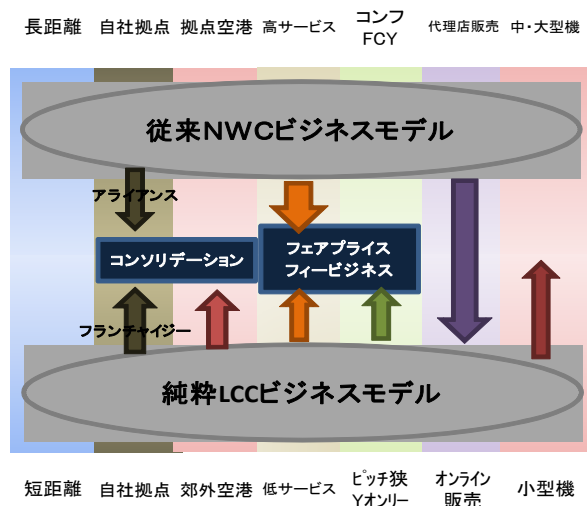 長距離
自社拠点
拠点空港
高サービス
コンフ
FCY
代理店販売
中・大型機
従来NWCビジネスモデル
アライアンス
コンソリデーション
フェアプライス
フィービジネス
フランチャイジー
純粋LCCビジネスモデル
短距離
自社拠点
郊外空港
低サービス
ピッチ狭
Yオンリー
オンライン
販売
小型機